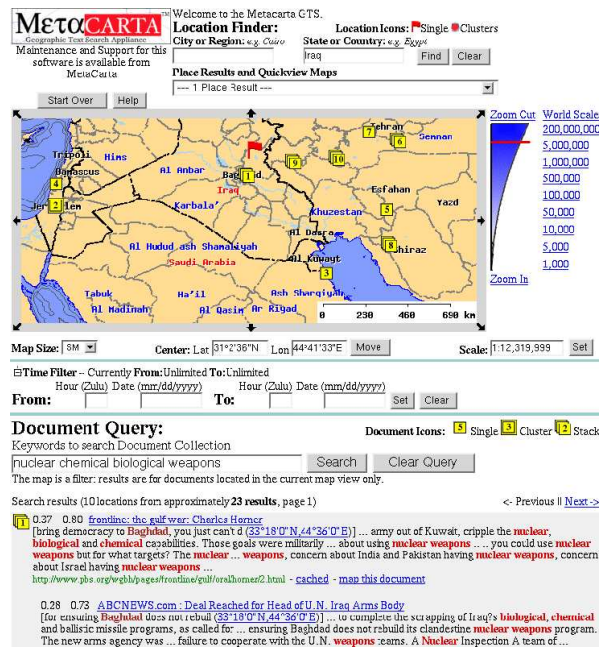 METACARTA
Geographic Text Search Appliance
Maintenance and Support for this
software is available from
MetaCarta
Start Over
Help
Welcome to the Metacarta GTS.
Location Finder:
Location Icons: Single Clusters
City or Region: e.g. Cairo
State or Country: e.g. Egypt
Iraq
Find
Clear
Place Results and Quickview Maps
--- 1 Place Result ---
Zoom Out
World Scale
200,000,000
5,000,000
1,000,000
500,000
100,000
50,000
10,000
5,000
1,000
Zoom In
Tehran
7
6
Semnan
Tripoli
Hims
9
10
Damascus
Al Anbar
Baghdad
1
4
Iraq
Esfahan
Yazd
2
Karbala'
Khuzestan
5
Al Basra
8
Shiraz
Al Hudud ash Shamaliyah
Saudi Arabia
Al Kuwayt
3
Tabuk
Ha'il
Ash Sharqiyah
Al Madinah
Al Qasim
Ar Riyad
0 230 460 690 km
Map Size: SM
Center: Lat 31°2'36"N Lon 44°41'33"E Move
Scale: 1:12,319,999 Set
Time Filter -- Currently From:Unlimited To:Unlimited
Hour (Zulu) Date (mm/dd/yyyy) Hour (Zulu) Date (mm/dd/yyyy)
From: To: Set Clear
Document Query:
Document Icons: 5 Single 3 Cluster 2 Stack
Keywords to search Document Collection
nuclear chemical biological weapons
Search
Clear Query
The map is a filter: results are for documents located in the current map view only.
Search results (10 locations from approximately 23 results, page 1) <- Previous || Next ->
1 0.37 0.80 frontline: the gulf war: Charles Horner
[bring democracy to Baghdad, you just can't d (33°18'0"N,44°36'0"E)] ... army out of Kuwait, cripple the nuclear,
biological and chemical capabilities. Those goals were militarily ... about using nuclear weapons .. .. you could use nuclear
weapons but for what targets? The nuclear ... weapons, concern about India and Pakistan having nuclear weapons, concern
about Israel having nuclear weapons ...
http://www.pbs.org/wgbh/pages/frontline/gulf/oral/horner/2.html - cached - map this document
0.28 0.73 ABCNEWS.com : Deal Reached for Head of U.N. Iraq Arms Body
[for ensuring Baghdad does not rebuil (33°18'0"N,44°36'0"E)] ... to complete the scrapping of Iraq?s biological, chemical
and ballistic missile programs, as called for ... ensuring Baghdad does not rebuild its clandestine nuclear weapons program.
The new arms agency was ... failure to cooperate with the U.N. weapons teams. A Nuclear Inspection A team of ...